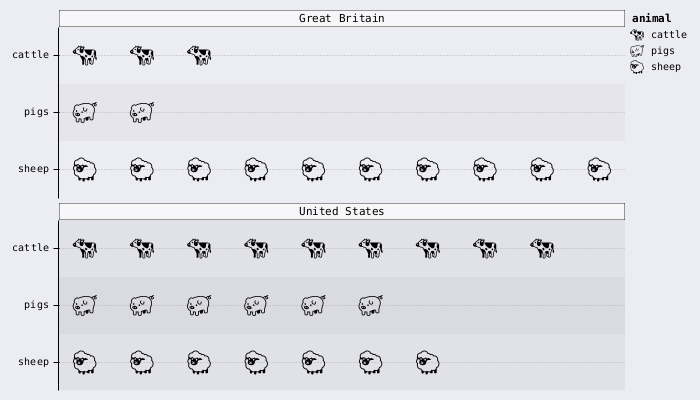 Great Britain
cattle
pigs
sheep
United States
cattle
pigs
sheep
animal
cattle
pigs
sheep